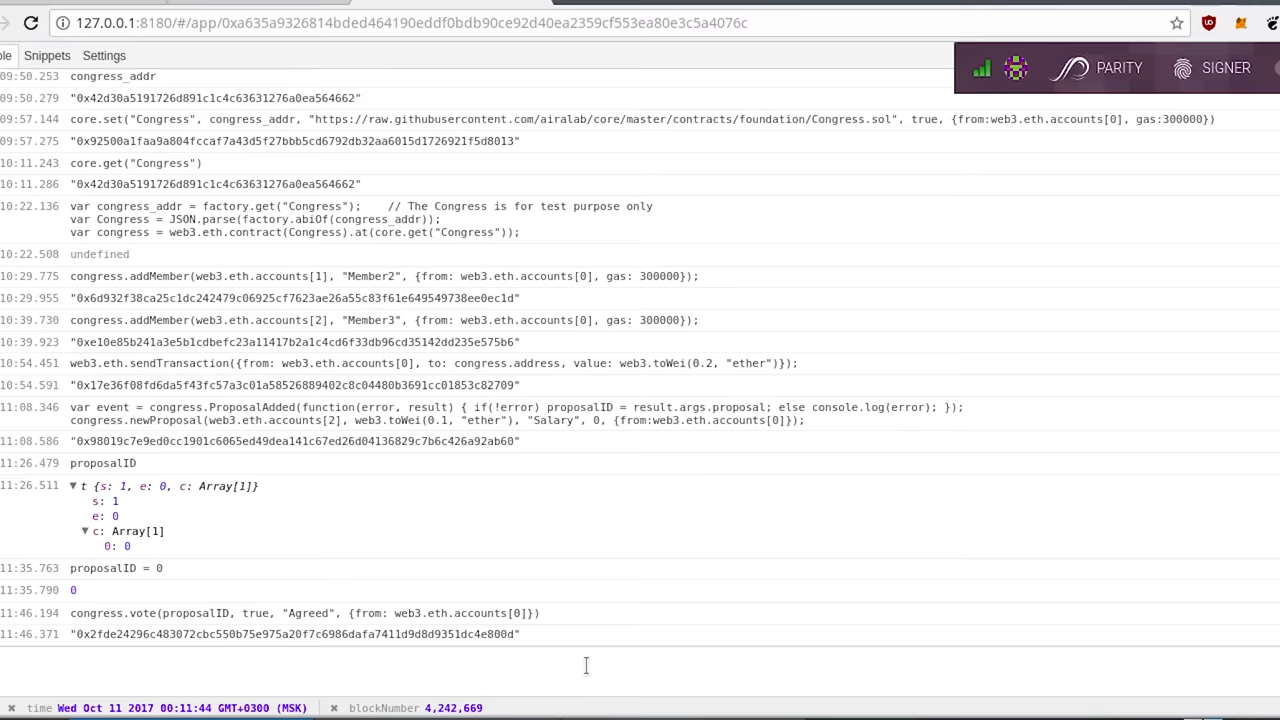 127.0.0.1:8180/#/app/0xa635a9326814bded464190eddf0bdb90ce92d40ea2359cf553ea80e3c5a4076c
Snippets Settings
PARITY SIGNER
09:50.253 congress_addr
09:50.279 "0x42d30a5191726d891c1c4c63631276a0ea564662"
09:57.144 core.set("Congress", congress_addr, "https://raw.githubusercontent.com/airalab/core/master/contracts/foundation/Congress.sol", true, {from:web3.eth.accounts[0], gas:300000})
09:57.275 "0x92500a1faa9a804fccaf7a43d5f27bbb5cd6792db32aa6015d1726921f5d8013"
10:11.243 core.get("Congress")
10:11.286 "0x42d30a5191726d891c1c4c63631276a0ea564662"
10:22.136 var congress_addr = factory.get("Congress");    // The Congress is for test purpose only
var Congress = JSON.parse(factory.abiOf(congress_addr));
var congress = web3.eth.contract(Congress).at(core.get("Congress"));
10:22.508 undefined
10:29.775 congress.addMember(web3.eth.accounts[1], "Member2", {from: web3.eth.accounts[0], gas: 300000});
10:29.955 "0x6d932f38ca25c1dc242479c06925cf7623ae26a55c83f61e649549738ee0ec1d"
10:39.730 congress.addMember(web3.eth.accounts[2], "Member3", {from: web3.eth.accounts[0], gas: 300000});
10:39.923 "0xe10e85b241a3e5b1cdbefc23a11417b2a1c4cd6f33db96cd35142dd235e575b6"
10:54.451 web3.eth.sendTransaction({from: web3.eth.accounts[0], to: congress.address, value: web3.toWei(0.2, "ether")});
10:54.591 "0x17e36f08fd6da5f43fc57a3c01a58526889402c8c04480b3691cc01853c82709"
11:08.346 var event = congress.ProposalAdded(function(error, result) { if(!error) proposalID = result.args.proposal; else console.log(error); });
congress.newProposal(web3.eth.accounts[2], web3.toWei(0.1, "ether"), "Salary", 0, {from:web3.eth.accounts[0]});
11:08.586 "0x98019c7e9ed0cc1901c6065ed49dea141c67ed26d04136829c7b6c426a92ab60"
11:26.479 proposalID
11:26.511 t {s: 1, e: 0, c: Array[1]}
s: 1
e: 0
c: Array[1]
0: 0
11:35.763 proposalID = 0
11:35.790 0
11:46.194 congress.vote(proposalID, true, "Agreed", {from: web3.eth.accounts[0]})
11:46.371 "0x2fde24296c483072cbc550b75e975a20f7c6986dafa7411d9d8d9351dc4e800d"
time Wed Oct 11 2017 00:11:44 GMT+0300 (MSK) blockNumber 4,242,669